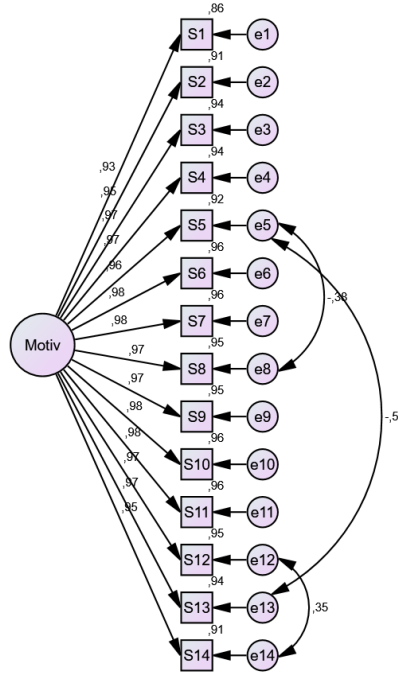 ,86
S1 e1
,91
S2 e2
,94
S3 e3
,94
S4 e4
,92
S5 e5
,96
S6 e6
,96
S7 e7
,95
S8 e8
,95
S9 e9
,96
S10 e10
,96
S11 e11
,95
S12 e12
,94
S13 e13
,91
S14 e14
Motiv
,93
,95
,97
,97
,96
,98
,98
,97
,97
,98
,98
,97
,97
,95
-,38
-,5
,35